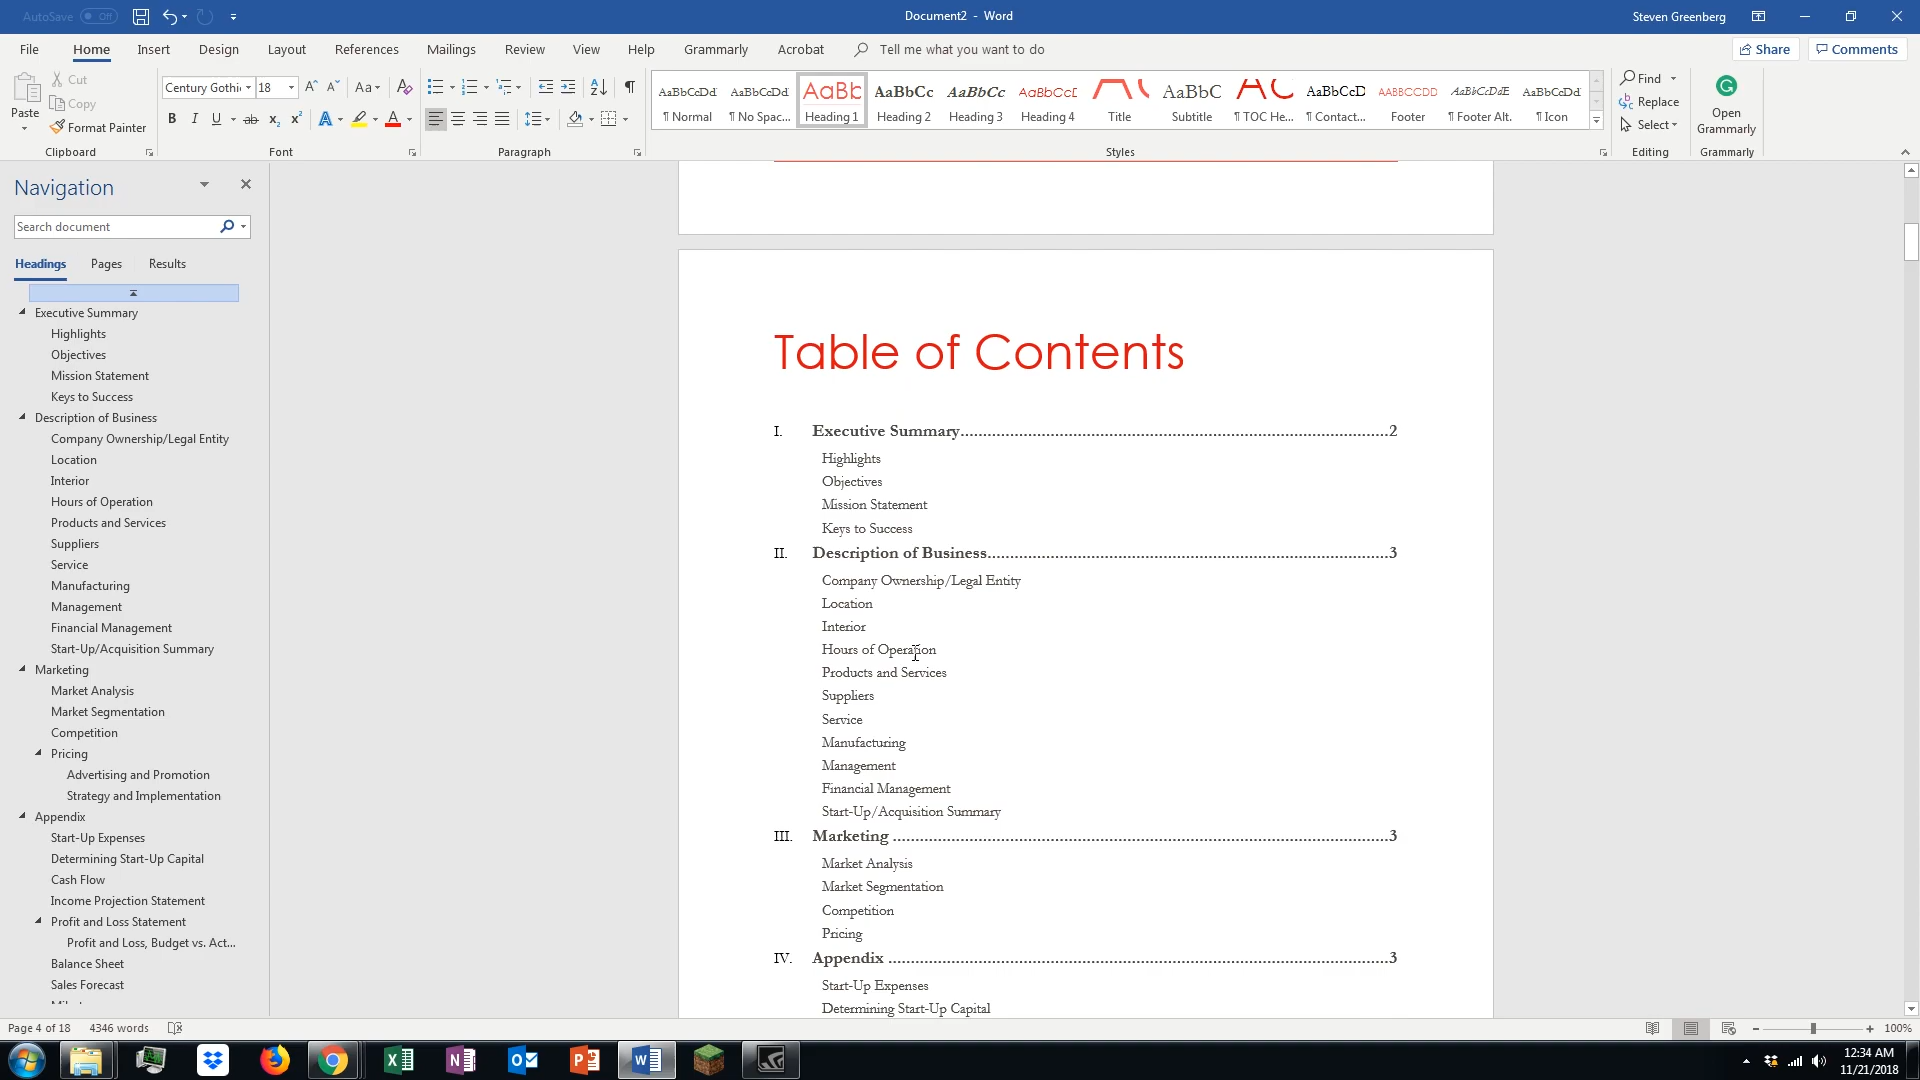 AutoSave Off
Document2 - Word
Steven Greenberg
File Home Insert Design Layout References Mailings Review View Help Grammarly Acrobat Tell me what you want to do
Share Comments
Paste
Cut
Copy
Format Painter
Clipboard
Century Gothi 18
Aa
B I U ab x₂ x² A A
Font
Paragraph
AaBbCcDd AaBbCcDd AaBb AaBbCc AaBbCc AaBbCcD AaBbC AaBbCcD AABBCCDD AaBbCcDdE AaBbCcDd
¶ Normal ¶ No Spac... Heading 1 Heading 2 Heading 3 Heading 4 Title Subtitle ¶ TOC He... ¶ Contact... Footer ¶ Footer Alt. ¶ Icon
Styles
Find
Replace
Select
Editing
Open
Grammarly
Grammarly
Navigation
Search document
Headings Pages Results
Executive Summary
Highlights
Objectives
Mission Statement
Keys to Success
Description of Business
Company Ownership/Legal Entity
Location
Interior
Hours of Operation
Products and Services
Suppliers
Service
Manufacturing
Management
Financial Management
Start-Up/Acquisition Summary
Marketing
Market Analysis
Market Segmentation
Competition
Pricing
Advertising and Promotion
Strategy and Implementation
Appendix
Start-Up Expenses
Determining Start-Up Capital
Cash Flow
Income Projection Statement
Profit and Loss Statement
Profit and Loss, Budget vs. Act...
Balance Sheet
Sales Forecast
Table of Contents
I. Executive Summary 2
Highlights
Objectives
Mission Statement
Keys to Success
II. Description of Business 3
Company Ownership/Legal Entity
Location
Interior
Hours of Operation
Products and Services
Suppliers
Service
Manufacturing
Management
Financial Management
Start-Up/Acquisition Summary
III. Marketing 3
Market Analysis
Market Segmentation
Competition
Pricing
IV. Appendix 3
Start-Up Expenses
Determining Start-Up Capital
Page 4 of 18 4346 words
100%
12:34 AM
11/21/2018